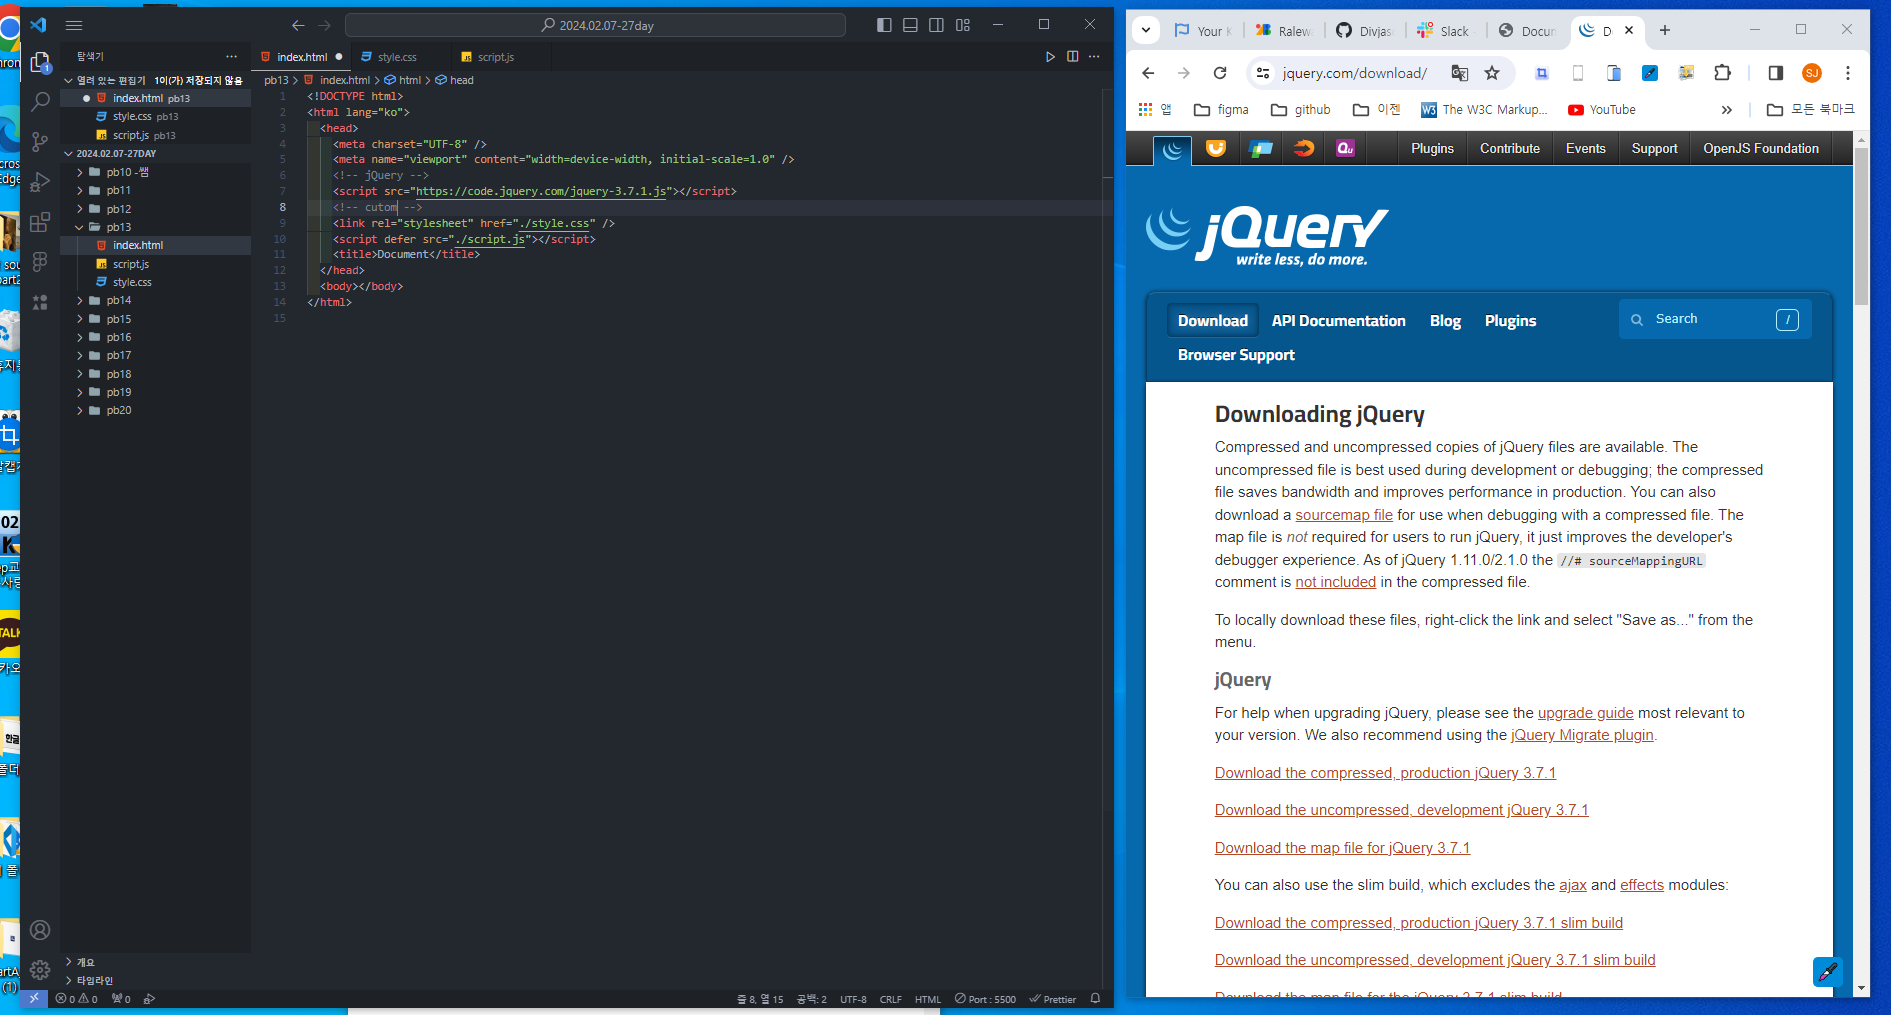 2024.02.07-27day
탐색기
index.html
style.css
script.js
pb13 > index.html > html > head
열려 있는 편집기 1이(가) 저장되지 않음
index.html pb13
style.css pb13
script.js pb13
2024.02.07-27DAY
pb10 -쌤
pb11
pb12
pb13
index.html
script.js
style.css
pb14
pb15
pb16
pb17
pb18
pb19
pb20
개요
타임라인
1 <!DOCTYPE html>
2 <html lang="ko">
3 <head>
4 <meta charset="UTF-8" />
5 <meta name="viewport" content="width=device-width, initial-scale=1.0" />
6 <!-- jQuery -->
7 <script src="https://code.jquery.com/jquery-3.7.1.js"></script>
8 <!-- cutom -->
9 <link rel="stylesheet" href="./style.css" />
10 <script defer src="./script.js"></script>
11 <title>Document</title>
12 </head>
13 <body></body>
14 </html>
15
0 0 0
줄 8, 열 15 공백: 2 UTF-8 CRLF HTML Port : 5500 Prettier
Your Ralew Divjas Slack Docum D
jquery.com/download/
SJ
앱 figma github 이젠 The W3C Markup... YouTube » 모든 북마크
Plugins Contribute Events Support OpenJS Foundation
jQuery
write less, do more.
Download API Documentation Blog Plugins
Search /
Browser Support
Downloading jQuery
Compressed and uncompressed copies of jQuery files are available. The
uncompressed file is best used during development or debugging; the compressed
file saves bandwidth and improves performance in production. You can also
download a sourcemap file for use when debugging with a compressed file. The
map file is not required for users to run jQuery, it just improves the developer's
debugger experience. As of jQuery 1.11.0/2.1.0 the //# sourceMappingURL
comment is not included in the compressed file.
To locally download these files, right-click the link and select "Save as..." from the
menu.
jQuery
For help when upgrading jQuery, please see the upgrade guide most relevant to
your version. We also recommend using the jQuery Migrate plugin.
Download the compressed, production jQuery 3.7.1
Download the uncompressed, development jQuery 3.7.1
Download the map file for jQuery 3.7.1
You can also use the slim build, which excludes the ajax and effects modules:
Download the compressed, production jQuery 3.7.1 slim build
Download the uncompressed, development jQuery 3.7.1 slim build
Download the map file for the jQuery 3.7.1 slim build